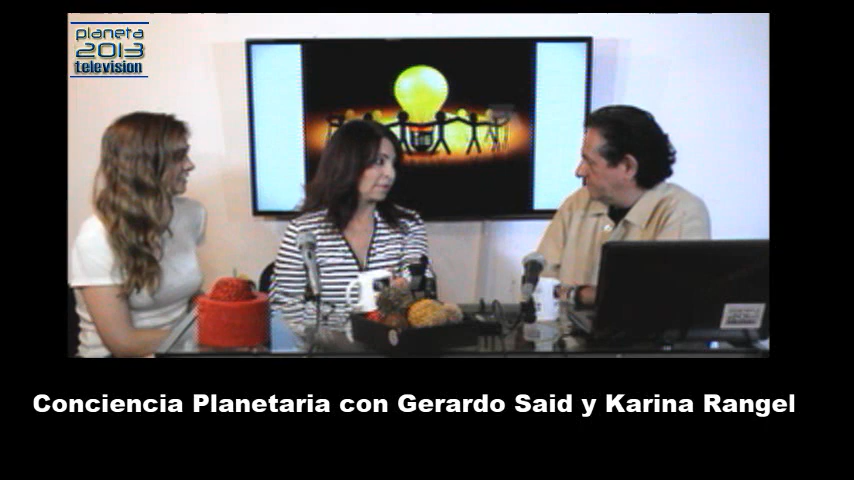 planeta
2013
television
Conciencia Planetaria con Gerardo Said y Karina Rangel